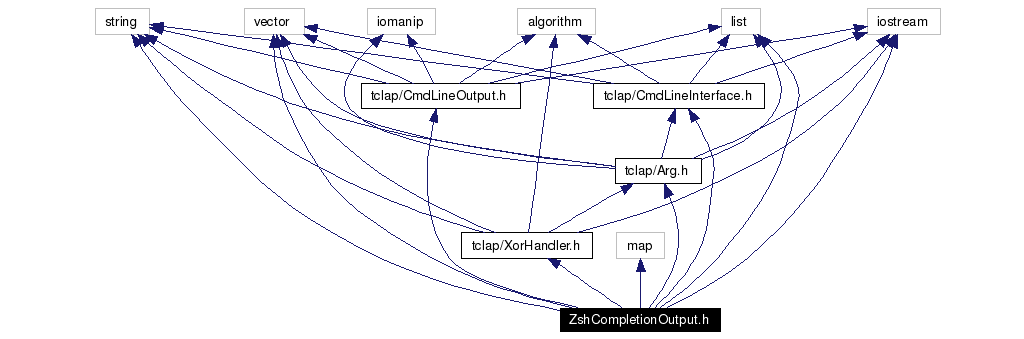 string
vector
iomanip
algorithm
list
iostream
tclap/CmdLineOutput.h
tclap/CmdLineInterface.h
tclap/Arg.h
tclap/XorHandler.h
map
ZshCompletionOutput.h